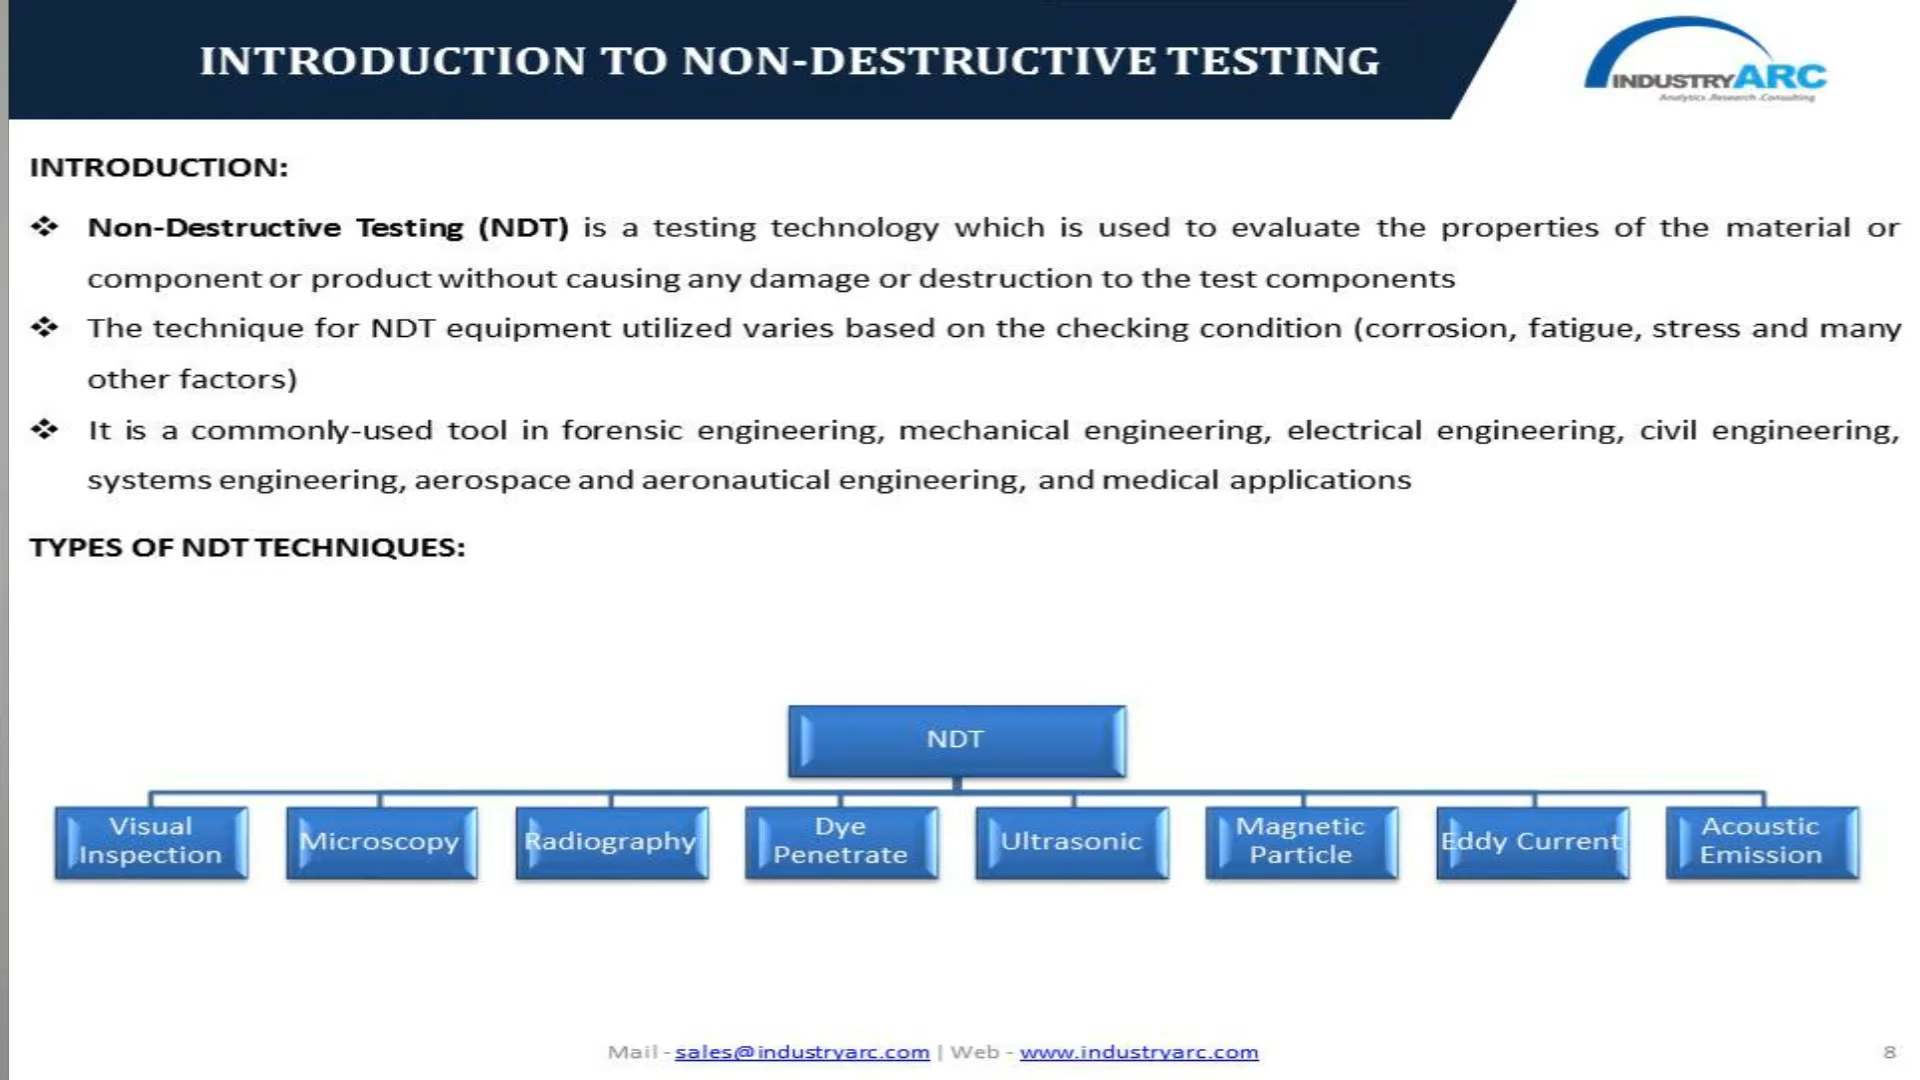 INTRODUCTION TO NON-DESTRUCTIVE TESTING
INDUSTRYARC
Analytics.Research.Consulting
INTRODUCTION:
❖ Non-Destructive Testing (NDT) is a testing technology which is used to evaluate the properties of the material or
component or product without causing any damage or destruction to the test components
❖ The technique for NDT equipment utilized varies based on the checking condition (corrosion, fatigue, stress and many
other factors)
❖ It is a commonly-used tool in forensic engineering, mechanical engineering, electrical engineering, civil engineering,
systems engineering, aerospace and aeronautical engineering, and medical applications
TYPES OF NDT TECHNIQUES:
NDT
Visual
Inspection
Microscopy
Radiography
Dye
Penetrate
Ultrasonic
Magnetic
Particle
Eddy Current
Acoustic
Emission
Mail - sales@industryarc.com | Web - www.industryarc.com
8